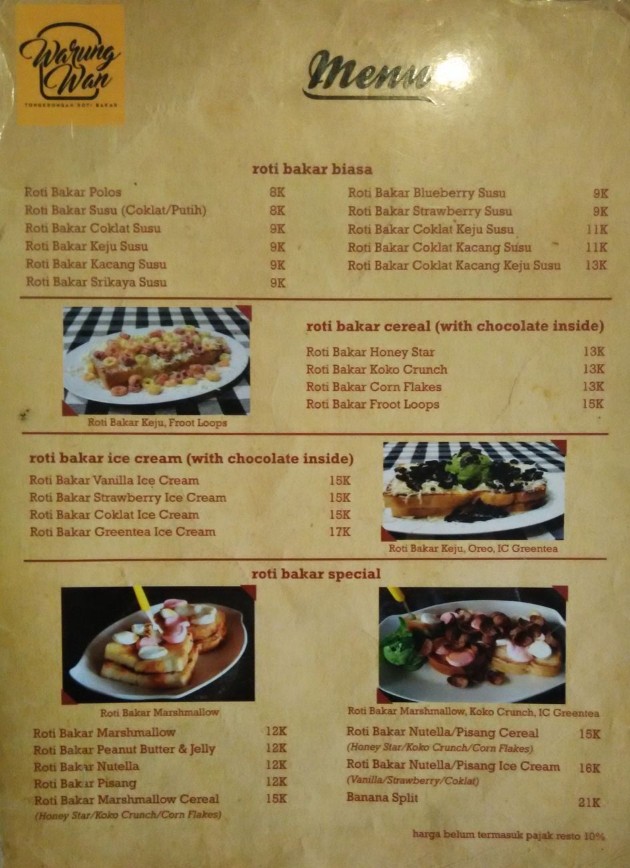 Warung
Wan
TONGKRONGAN ROTI BAKAR
Menu
roti bakar biasa
Roti Bakar Polos 8K
Roti Bakar Susu (Coklat/Putih) 8K
Roti Bakar Coklat Susu 9K
Roti Bakar Keju Susu 9K
Roti Bakar Kacang Susu 9K
Roti Bakar Srikaya Susu 9K
Roti Bakar Blueberry Susu 9K
Roti Bakar Strawberry Susu 9K
Roti Bakar Coklat Keju Susu 11K
Roti Bakar Coklat Kacang Susu 11K
Roti Bakar Coklat Kacang Keju Susu 13K
Roti Bakar Keju, Froot Loops
roti bakar cereal (with chocolate inside)
Roti Bakar Honey Star 13K
Roti Bakar Koko Crunch 13K
Roti Bakar Corn Flakes 13K
Roti Bakar Froot Loops 15K
roti bakar ice cream (with chocolate inside)
Roti Bakar Vanilla Ice Cream 15K
Roti Bakar Strawberry Ice Cream 15K
Roti Bakar Coklat Ice Cream 15K
Roti Bakar Greentea Ice Cream 17K
Roti Bakar Keju, Oreo, IC Greentea
roti bakar special
Roti Bakar Marshmallow
Roti Bakar Marshmallow, Koko Crunch, IC Greentea
Roti Bakar Marshmallow 12K
Roti Bakar Peanut Butter & Jelly 12K
Roti Bakar Nutella 12K
Roti Bakar Pisang 12K
Roti Bakar Marshmallow Cereal 15K
(Honey Star/Koko Crunch/Corn Flakes)
Roti Bakar Nutella/Pisang Cereal 15K
(Honey Star/Koko Crunch/Corn Flakes)
Roti Bakar Nutella/Pisang Ice Cream 16K
(Vanilla/Strawberry/Coklat)
Banana Split 21K
harga belum termasuk pajak resto 10%